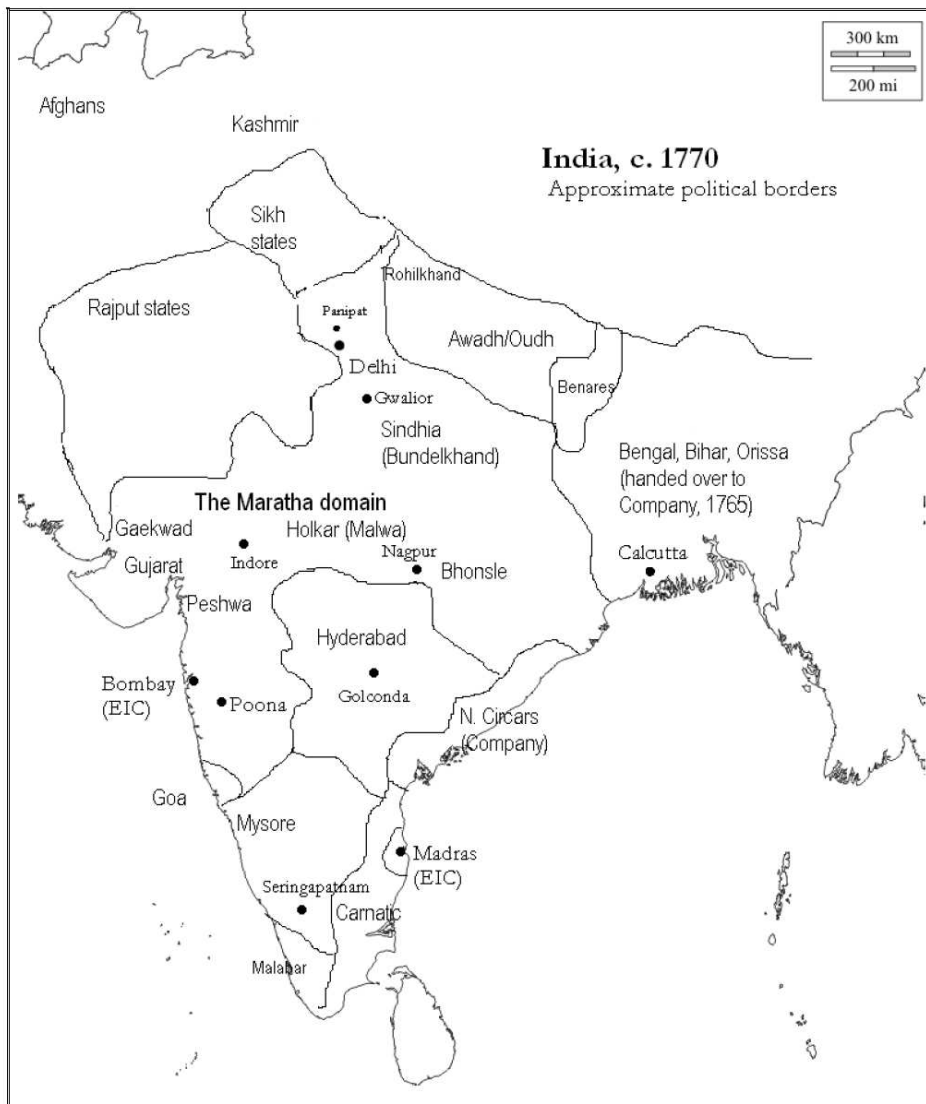 300 km
200 mi
Afghans
Kashmir
India, c. 1770
Approximate political borders
Sikh
states
Rohilkhand
Rajput states
Panipat
Awadh/Oudh
Delhi
Benares
Gwalior
Sindhia
(Bundelkhand)
Bengal, Bihar, Orissa
(handed over to
Company, 1765)
The Maratha domain
Gaekwad
Holkar (Malwa)
Indore
Nagpur
Bhonsle
Calcutta
Gujarat
Peshwa
Hyderabad
Golconda
Bombay
(EIC)
Poona
N. Circars
(Company)
Goa
Mysore
Madras
(EIC)
Seringapatnam
Carnatic
Malabar